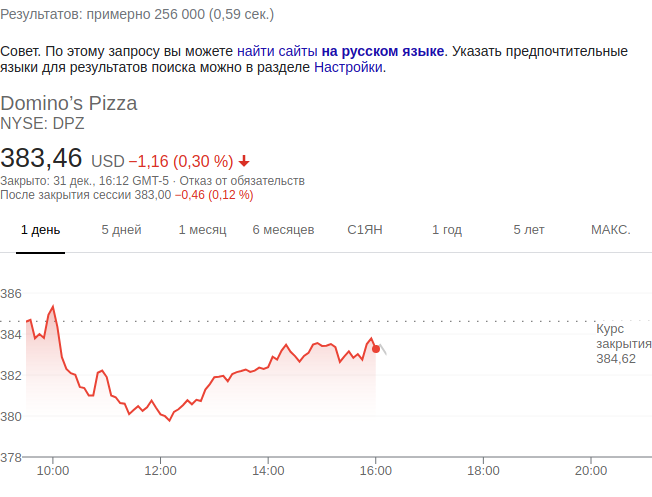 Результатов: примерно 256 000 (0,59 сек.)
Совет. По этому запросу вы можете найти сайты на русском языке. Указать предпочтительные
языки для результатов поиска можно в разделе Настройки.
Domino’s Pizza
NYSE: DPZ
383,46 USD −1,16 (0,30 %)
Закрыто: 31 дек., 16:12 GMT-5 · Отказ от обязательств
После закрытия сессии 383,00 −0,46 (0,12 %)
1 день 5 дней 1 месяц 6 месяцев С1ЯН 1 год 5 лет МАКС.
386
384
382
380
378
Курс
закрытия
384,62
10:00 12:00 14:00 16:00 18:00 20:00